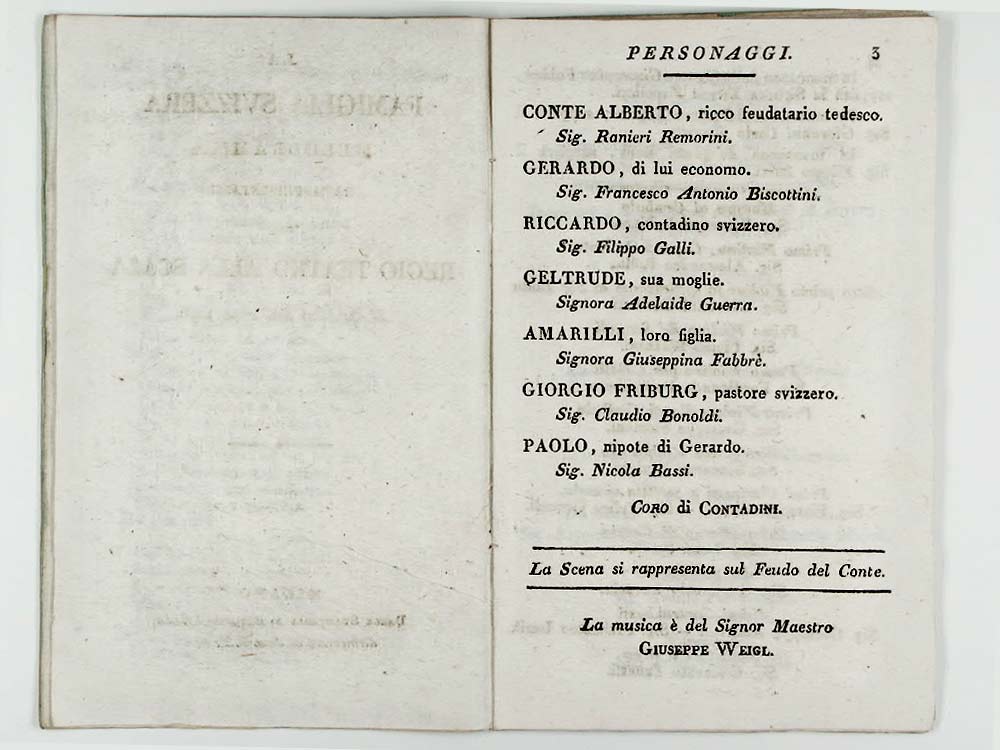 PERSONAGGI. 3
CONTE ALBERTO, ricco feudatario tedesco.
Sig. Ranieri Remorini.
GERARDO, di lui economo.
Sig. Francesco Antonio Biscottini.
RICCARDO, contadino svizzero.
Sig. Filippo Galli.
GELTRUDE, sua moglie.
Signora Adelaide Guerra.
AMARILLI, loro figlia.
Signora Giuseppina Fabbrè.
GIORGIO FRIBURG, pastore svizzero.
Sig. Claudio Bonoldi.
PAOLO, nipote di Gerardo.
Sig. Nicola Bassi.
CORO di CONTADINI.
La Scena si rappresenta sul Feudo del Conte.
La musica è del Signor Maestro
GIUSEPPE WEIGL.